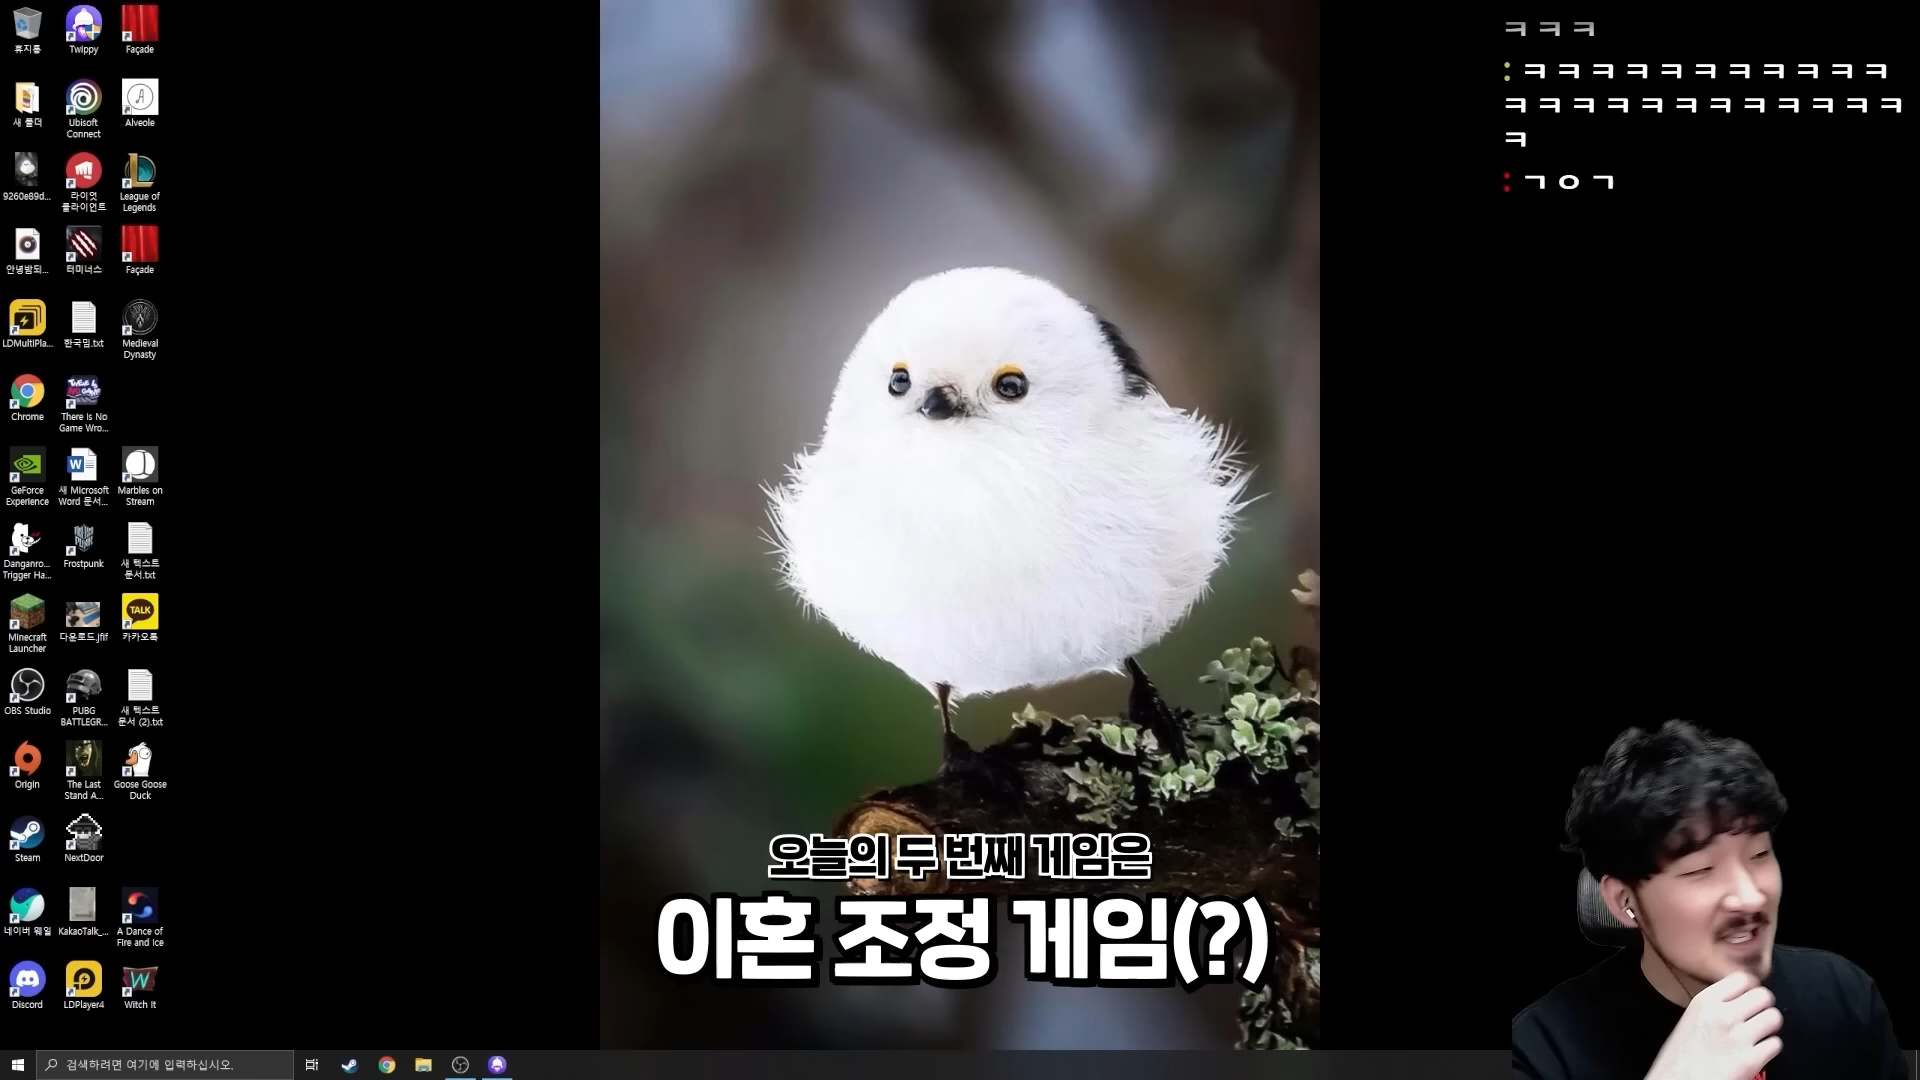 휴지통
Twippy
Façade
새 폴더
Ubisoft
Connect
Alveole
9260e89d...
라이엇
클라이언트
League of
Legends
안녕밤되...
터미너스
Façade
LDMultiPla...
한국밈.txt
Medieval
Dynasty
Chrome
There Is No
Game Wro...
GeForce
Experience
새 Microsoft
Word 문서...
Marbles on
Stream
Danganro...
Trigger Ha...
Frostpunk
새 텍스트
문서.txt
Minecraft
Launcher
다운로드.jfif
TALK
카카오톡
OBS Studio
PUBG
BATTLEGR...
새 텍스트
문서 (2).txt
Origin
The Last
Stand A...
Goose Goose
Duck
Steam
NextDoor
네이버 웨일
KakaoTalk_...
A Dance of
Fire and Ice
Discord
LDPlayer4
Witch It
검색하려면 여기에 입력하십시오.
오늘의 두 번째 게임은
이혼 조정 게임(?)
ㅋㅋㅋ
: ㅋㅋㅋㅋㅋㅋㅋㅋㅋㅋㅋ
ㅋㅋㅋㅋㅋㅋㅋㅋㅋㅋㅋㅋ
ㅋ
: ㄱㅇㄱ